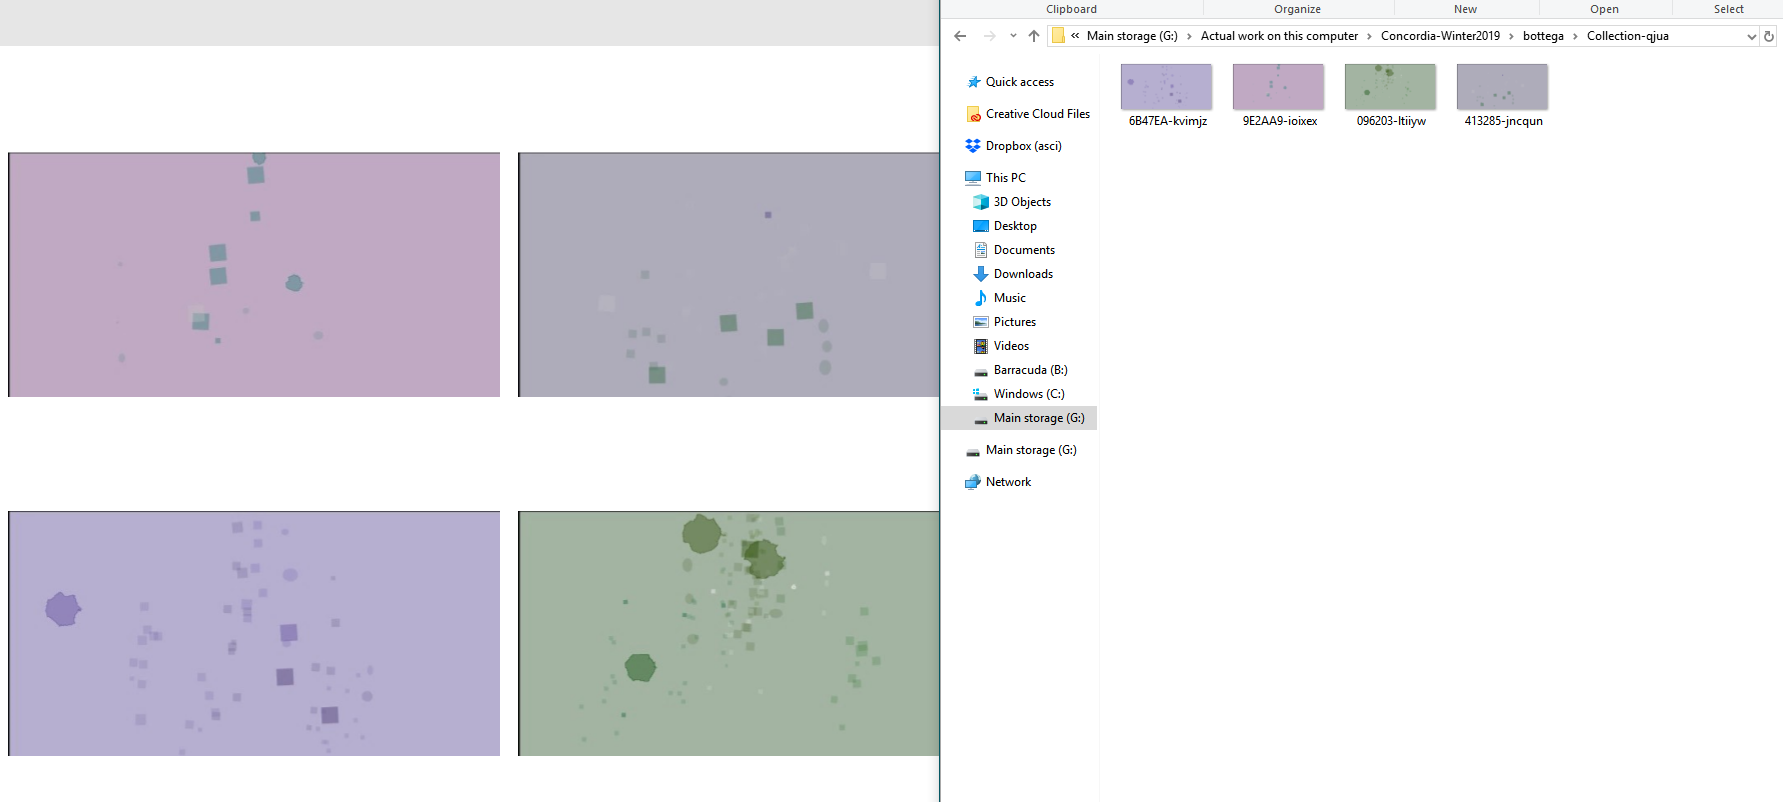 Clipboard Organize New Open Select
« Main storage (G:) › Actual work on this computer › Concordia-Winter2019 › bottega › Collection-qjua
Quick access
Creative Cloud Files
Dropbox (asci)
This PC
3D Objects
Desktop
Documents
Downloads
Music
Pictures
Videos
Barracuda (B:)
Windows (C:)
Main storage (G:)
Main storage (G:)
Network
6B47EA-kvimjz 9E2AA9-ioixex 096203-ltiiyw 413285-jncqun